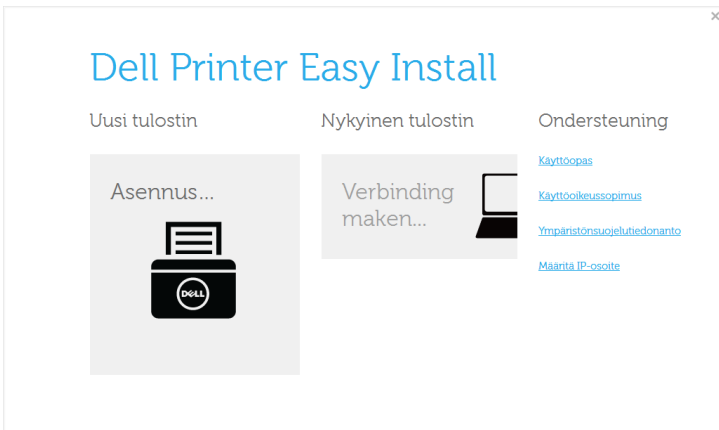 Dell Printer Easy Install
Uusi tulostin
Asennus...
DELL
Nykyinen tulostin
Verbinding
maken...
Ondersteuning
Käyttöopas
Käyttöoikeussopimus
Ympäristönsuojelutiedonanto
Määritä IP-osoite